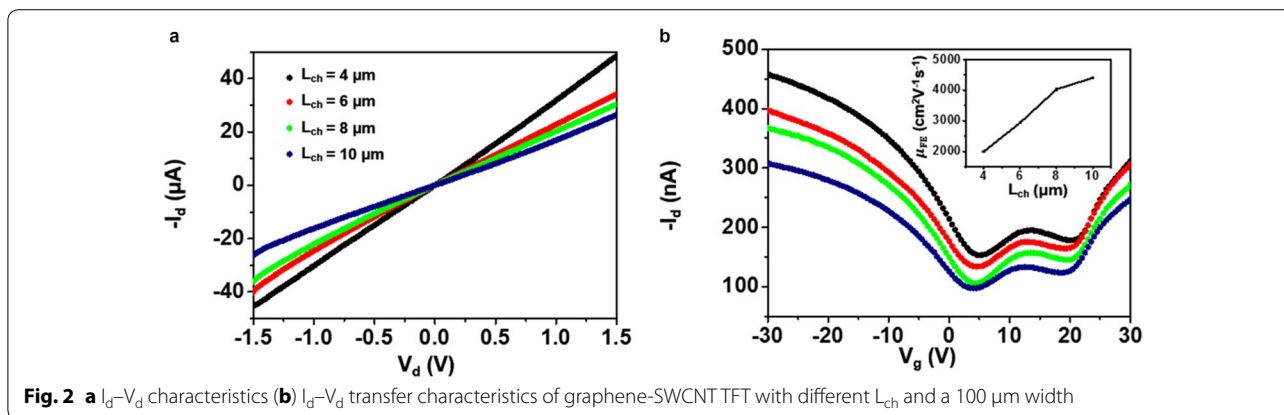 a
-I_d (µA)
40
20
0
-20
-40
L_ch = 4 µm
L_ch = 6 µm
L_ch = 8 µm
L_ch = 10 µm
-1.5 -1.0 -0.5 0.0 0.5 1.0 1.5
V_d (V)
b
-I_d (nA)
500
400
300
200
100
-30 -20 -10 0 10 20 30
V_g (V)
µ_FE (cm²V⁻¹s⁻¹)
5000
4000
3000
2000
4 6 8 10
L_ch (µm)
Fig. 2 a I_d–V_d characteristics (b) I_d–V_d transfer characteristics of graphene-SWCNT TFT with different L_ch and a 100 µm width